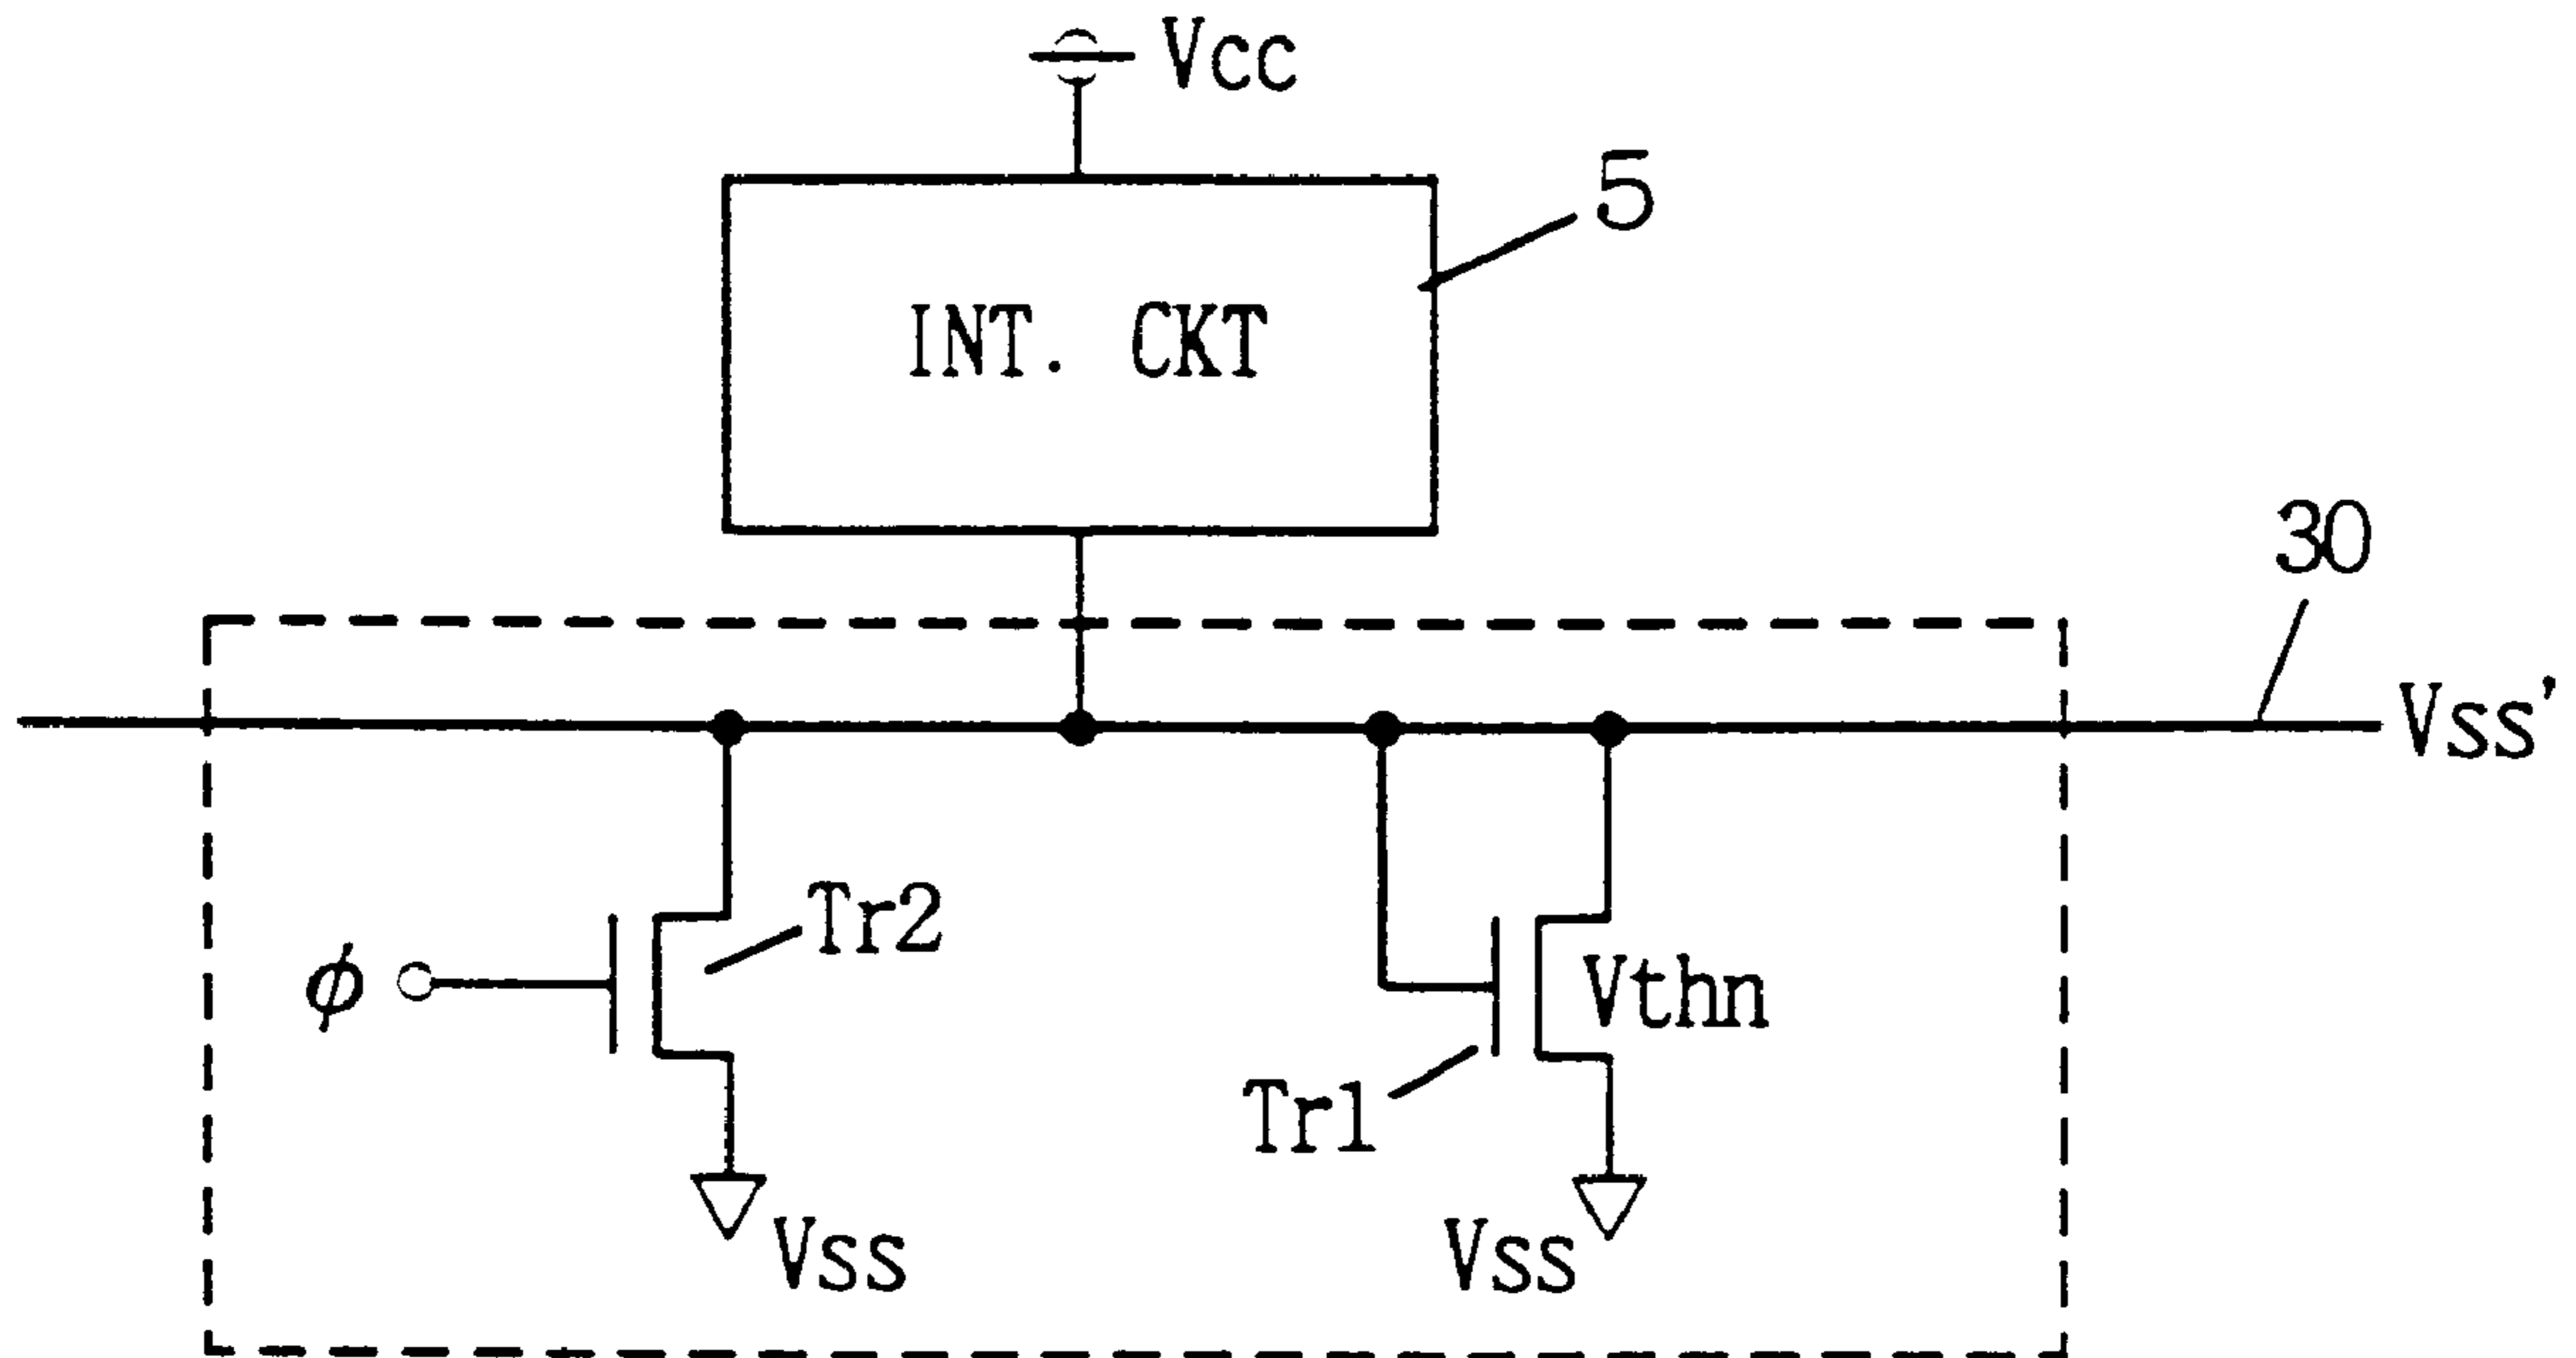 Vcc
5
INT. CKT
30
Vss'
Tr2
ϕ
Vthn
Tr1
Vss
Vss